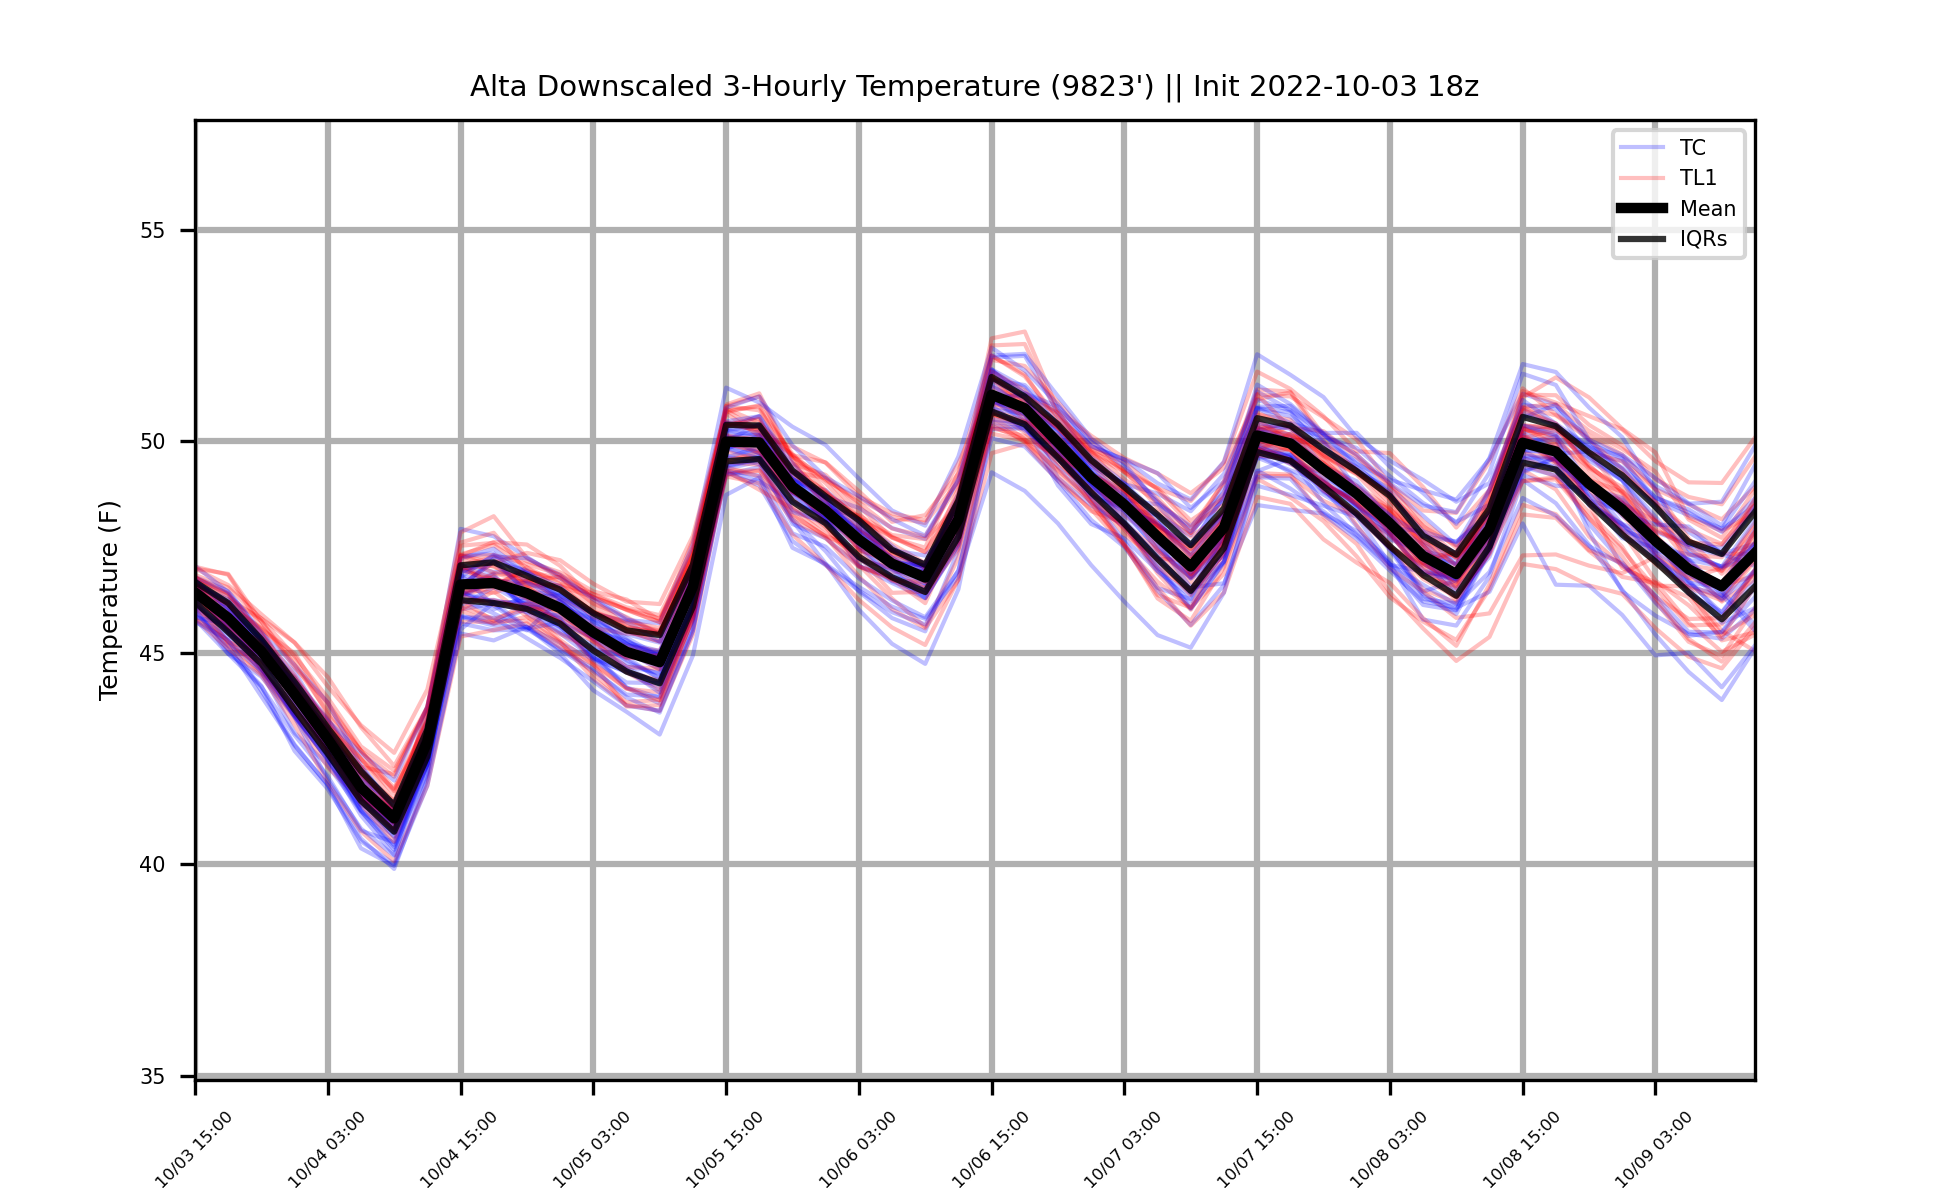 Alta Downscaled 3-Hourly Temperature (9823') || Init 2022-10-03 18z
TC
TL1
Mean
IQRs
Temperature (F)
55
50
45
40
35
10/03 15:00
10/04 03:00
10/04 15:00
10/05 03:00
10/05 15:00
10/06 03:00
10/06 15:00
10/07 03:00
10/07 15:00
10/08 03:00
10/08 15:00
10/09 03:00